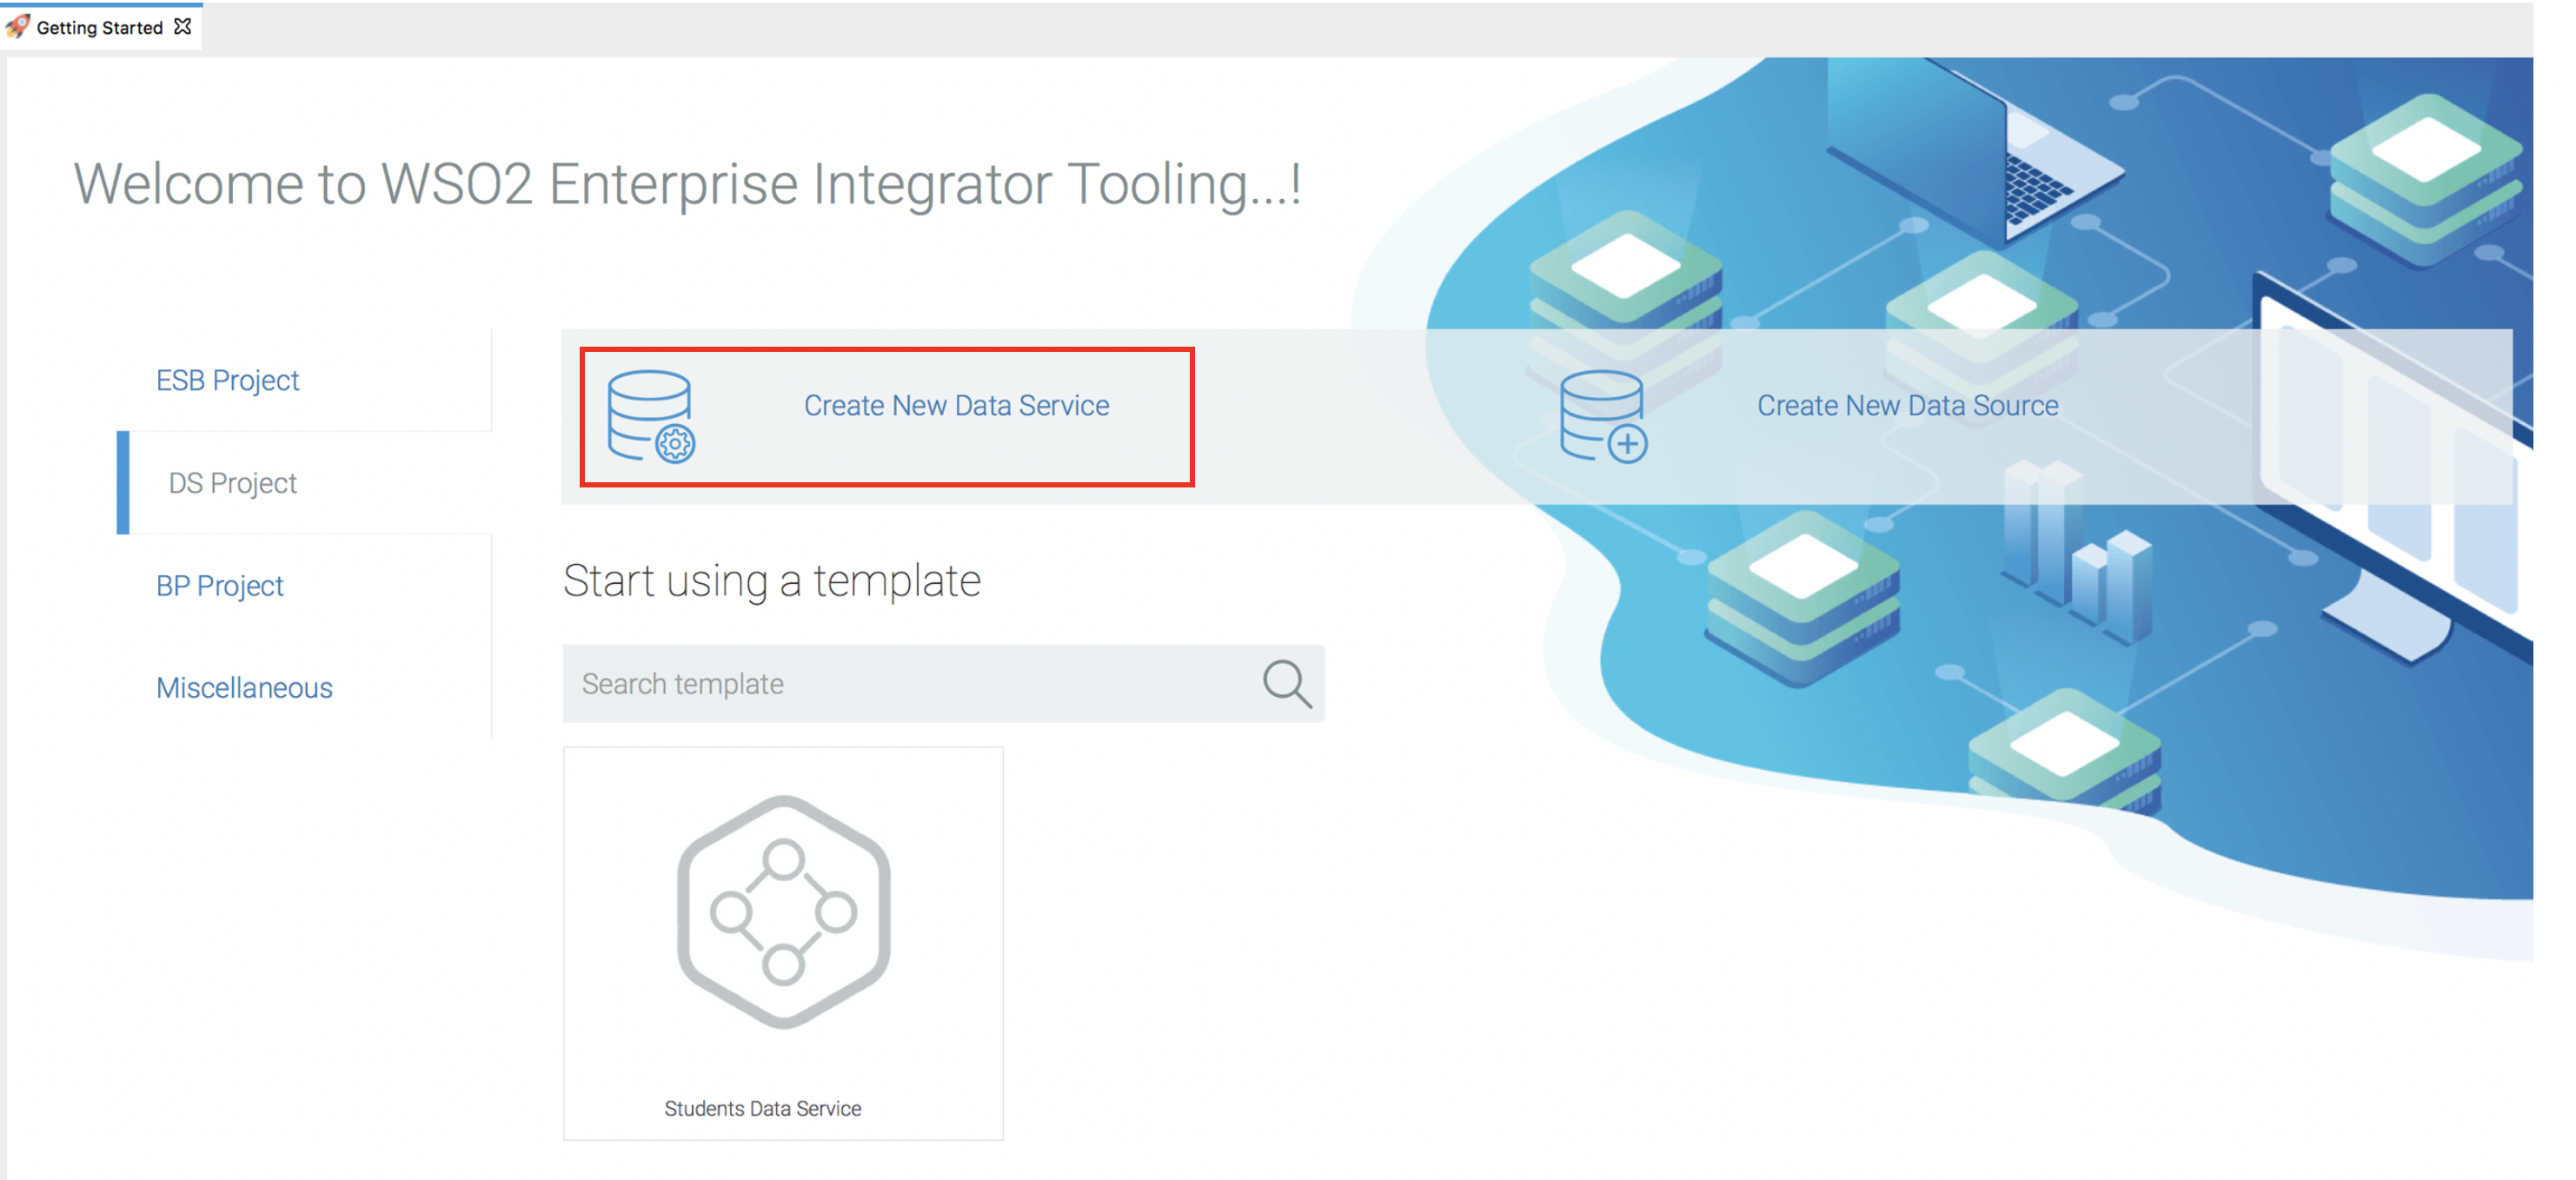 Getting Started
Welcome to WSO2 Enterprise Integrator Tooling...!
ESB Project
DS Project
BP Project
Miscellaneous
Create New Data Service
Create New Data Source
Start using a template
Search template
Students Data Service